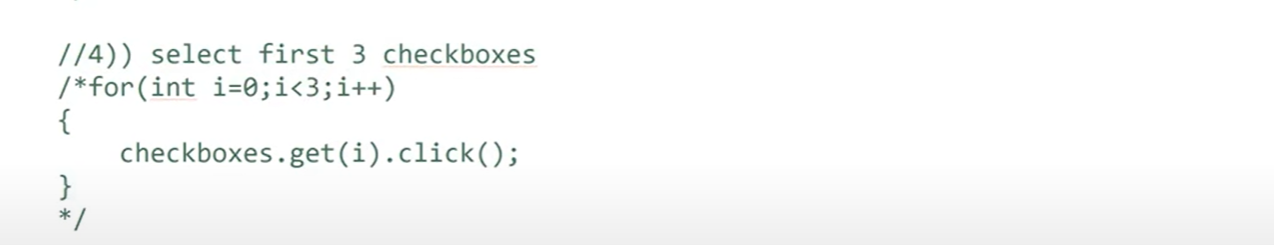 //4)) select first 3 checkboxes
/*for(int i=0;i<3;i++)
{
checkboxes.get(i).click();
}
*/